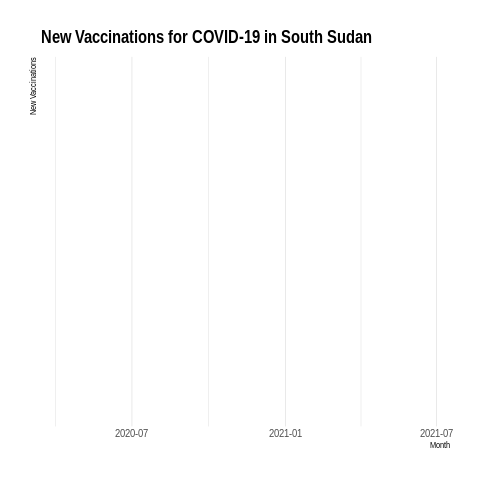 New Vaccinations for COVID-19 in South Sudan
New Vaccinations
2020-07
2021-01
2021-07
Month